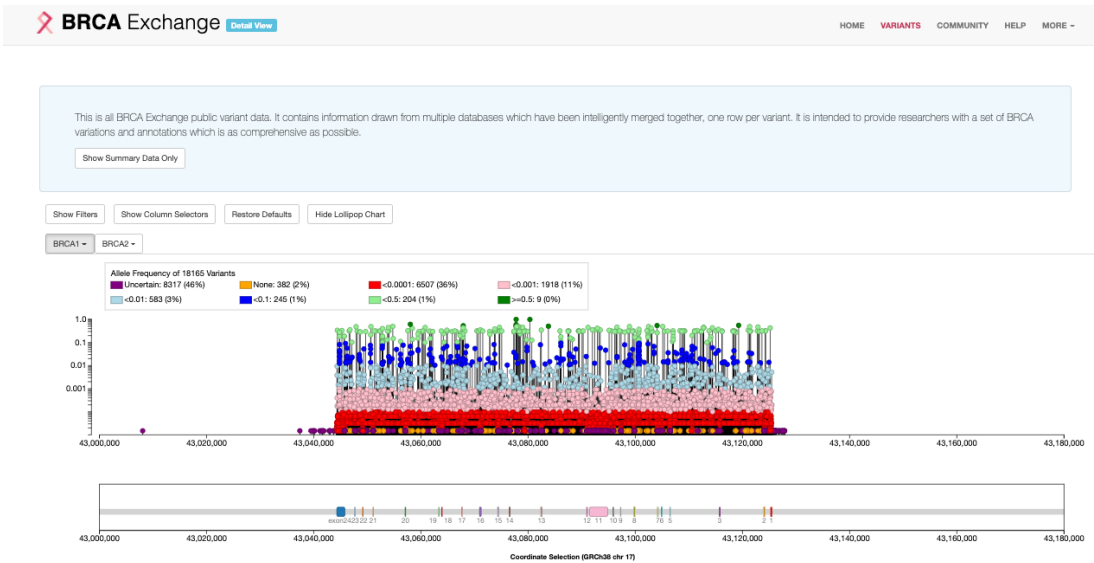 BRCA Exchange Detail View
HOME VARIANTS COMMUNITY HELP MORE
This is all BRCA Exchange public variant data. It contains information drawn from multiple databases which have been intelligently merged together, one row per variant. It is intended to provide researchers with a set of BRCA
variations and annotations which is as comprehensive as possible.
Show Summary Data Only
Show Filters Show Column Selectors Restore Defaults Hide Lollipop Chart
BRCA1 BRCA2
Allele Frequency of 18165 Variants
Uncertain: 8317 (46%) None: 382 (2%) <0.0001: 6507 (36%) <0.001: 1918 (11%)
<0.01: 583 (3%) <0.1: 245 (1%) <0.5: 204 (1%) >=0.5: 9 (0%)
1.0
0.1
0.01
0.001
43,000,000 43,020,000 43,040,000 43,060,000 43,080,000 43,100,000 43,120,000 43,140,000 43,160,000 43,180,000
exon24 23 22 21 20 19 18 17 16 15 14 13 12 11 10 9 8 7 6 5 3 2 1
43,000,000 43,020,000 43,040,000 43,060,000 43,080,000 43,100,000 43,120,000 43,140,000 43,160,000 43,180,000
Coordinate Selection (GRCh38 chr 17)